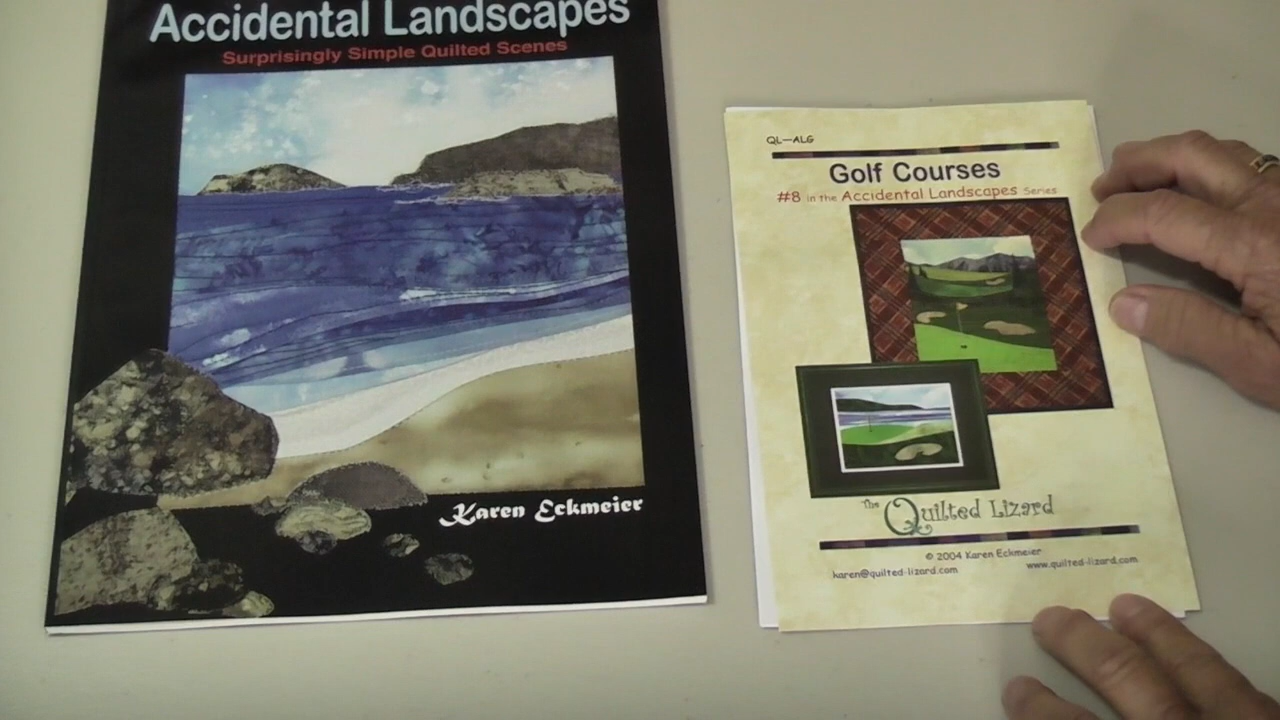 Accidental Landscapes
Surprisingly Simple Quilted Scenes
Karen Eckmeier
QL—ALG
Golf Courses
#8 in the Accidental Landscapes Series
The Quilted Lizard
© 2004 Karen Eckmeier
karen@quilted-lizard.com
www.quilted-lizard.com